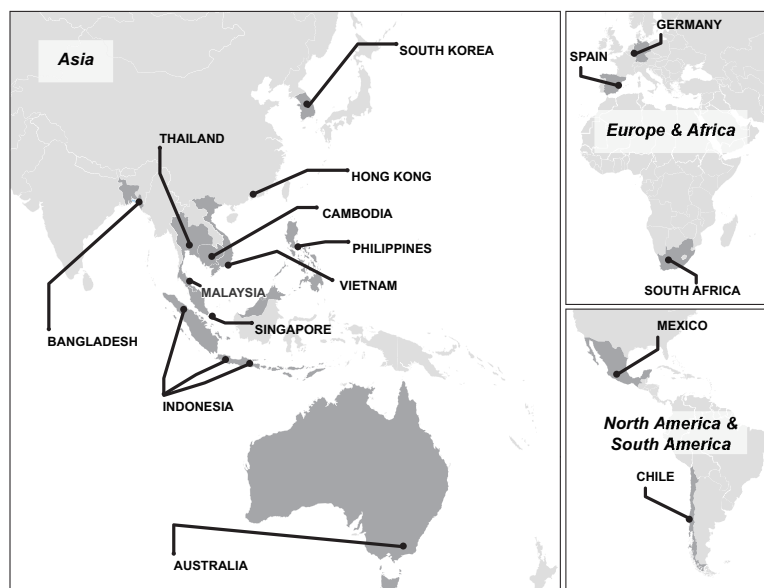 Asia
SOUTH KOREA
THAILAND
HONG KONG
CAMBODIA
PHILIPPINES
VIETNAM
MALAYSIA
SINGAPORE
BANGLADESH
INDONESIA
AUSTRALIA
GERMANY
SPAIN
Europe & Africa
SOUTH AFRICA
MEXICO
North America &
South America
CHILE